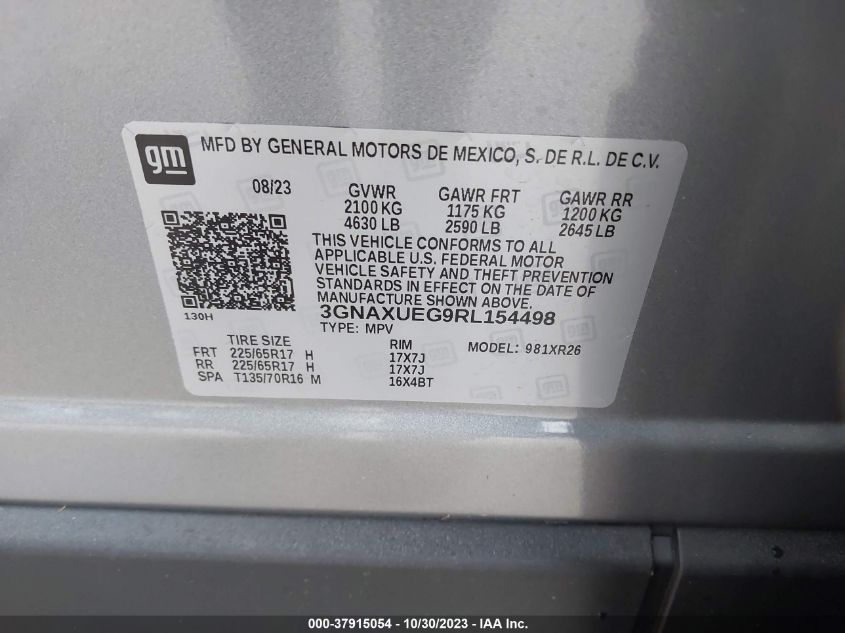 gm MFD BY GENERAL MOTORS DE MEXICO, S. DE R.L. DE C.V.
08/23 GVWR GAWR FRT GAWR RR
2100 KG 1175 KG 1200 KG
4630 LB 2590 LB 2645 LB
THIS VEHICLE CONFORMS TO ALL
APPLICABLE U.S. FEDERAL MOTOR
VEHICLE SAFETY AND THEFT PREVENTION
STANDARDS IN EFFECT ON THE DATE OF
MANUFACTURE SHOWN ABOVE.
130H 3GNAXUEG9RL154498
TYPE: MPV
TIRE SIZE RIM MODEL: 981XR26
FRT 225/65R17 H 17X7J
RR 225/65R17 H 17X7J
SPA T135/70R16 M 16X4BT
000-37915054 / 10/30/2023 - IAA Inc.